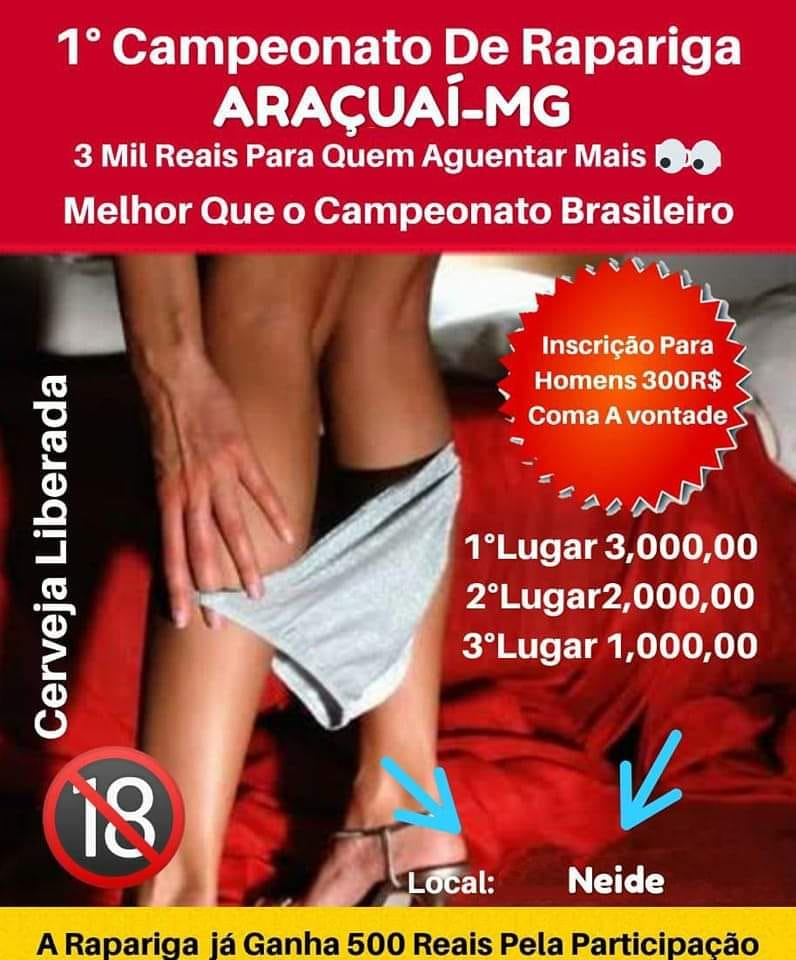 1° Campeonato De Rapariga
ARAÇUAÍ-MG
3 Mil Reais Para Quem Aguentar Mais
Melhor Que o Campeonato Brasileiro
Inscrição Para
Homens 300R$
Coma A vontade
Cerveja Liberada
1°Lugar 3,000,00
2°Lugar2,000,00
3°Lugar 1,000,00
18
Local: Neide
A Rapariga já Ganha 500 Reais Pela Participação